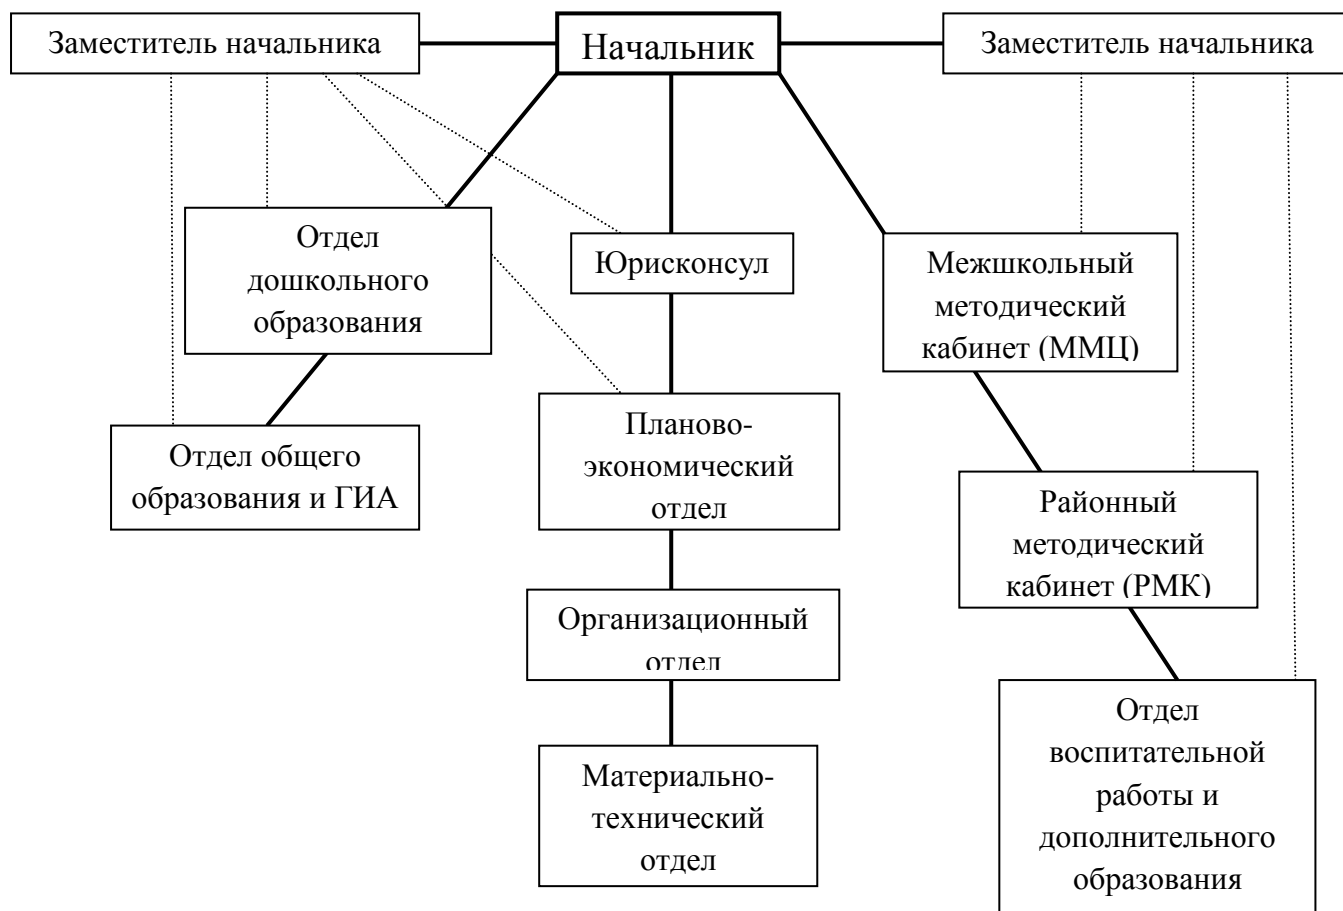 Заместитель начальника
Начальник
Заместитель начальника
Отдел
дошкольного
образования
Юрисконсул
Межшкольный
методический
кабинет (ММЦ)
Отдел общего
образования и ГИА
Планово-
экономический
отдел
Районный
методический
кабинет (РМК)
Организационный
отдел
Материально-
технический
отдел
Отдел
воспитательной
работы и
дополнительного
образования